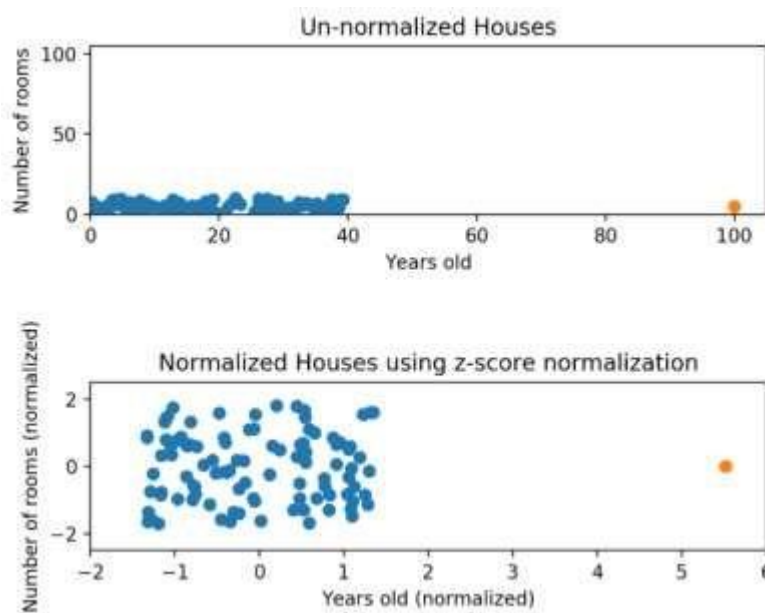 Un-normalized Houses
Number of rooms
100
50
0
0 20 40 60 80 100
Years old
Normalized Houses using z-score normalization
Number of rooms (normalized)
2
0
−2
−2 −1 0 1 2 3 4 5 6
Years old (normalized)